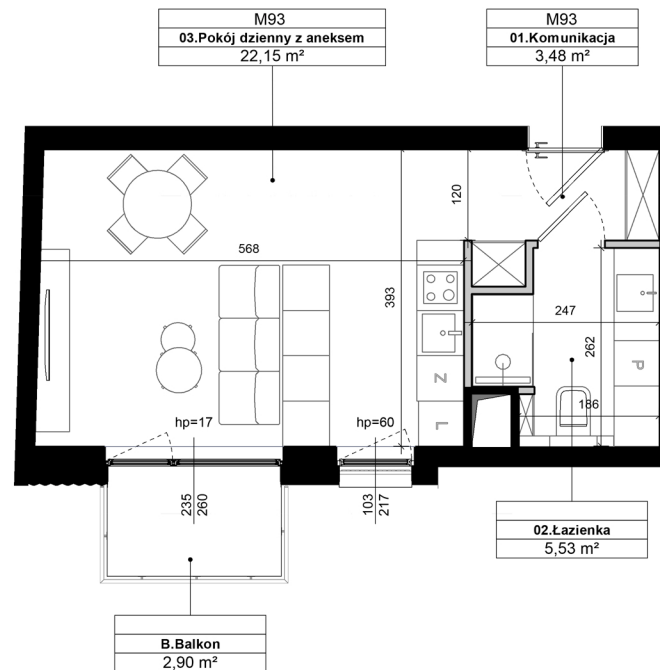 M93
03.Pokój dzienny z aneksem
22,15 m²
M93
01.Komunikacja
3,48 m²
120
568
393
247
262
Z
P
L
186
hp=17
hp=60
235
260
103
217
02.Łazienka
5,53 m²
B.Balkon
2,90 m²